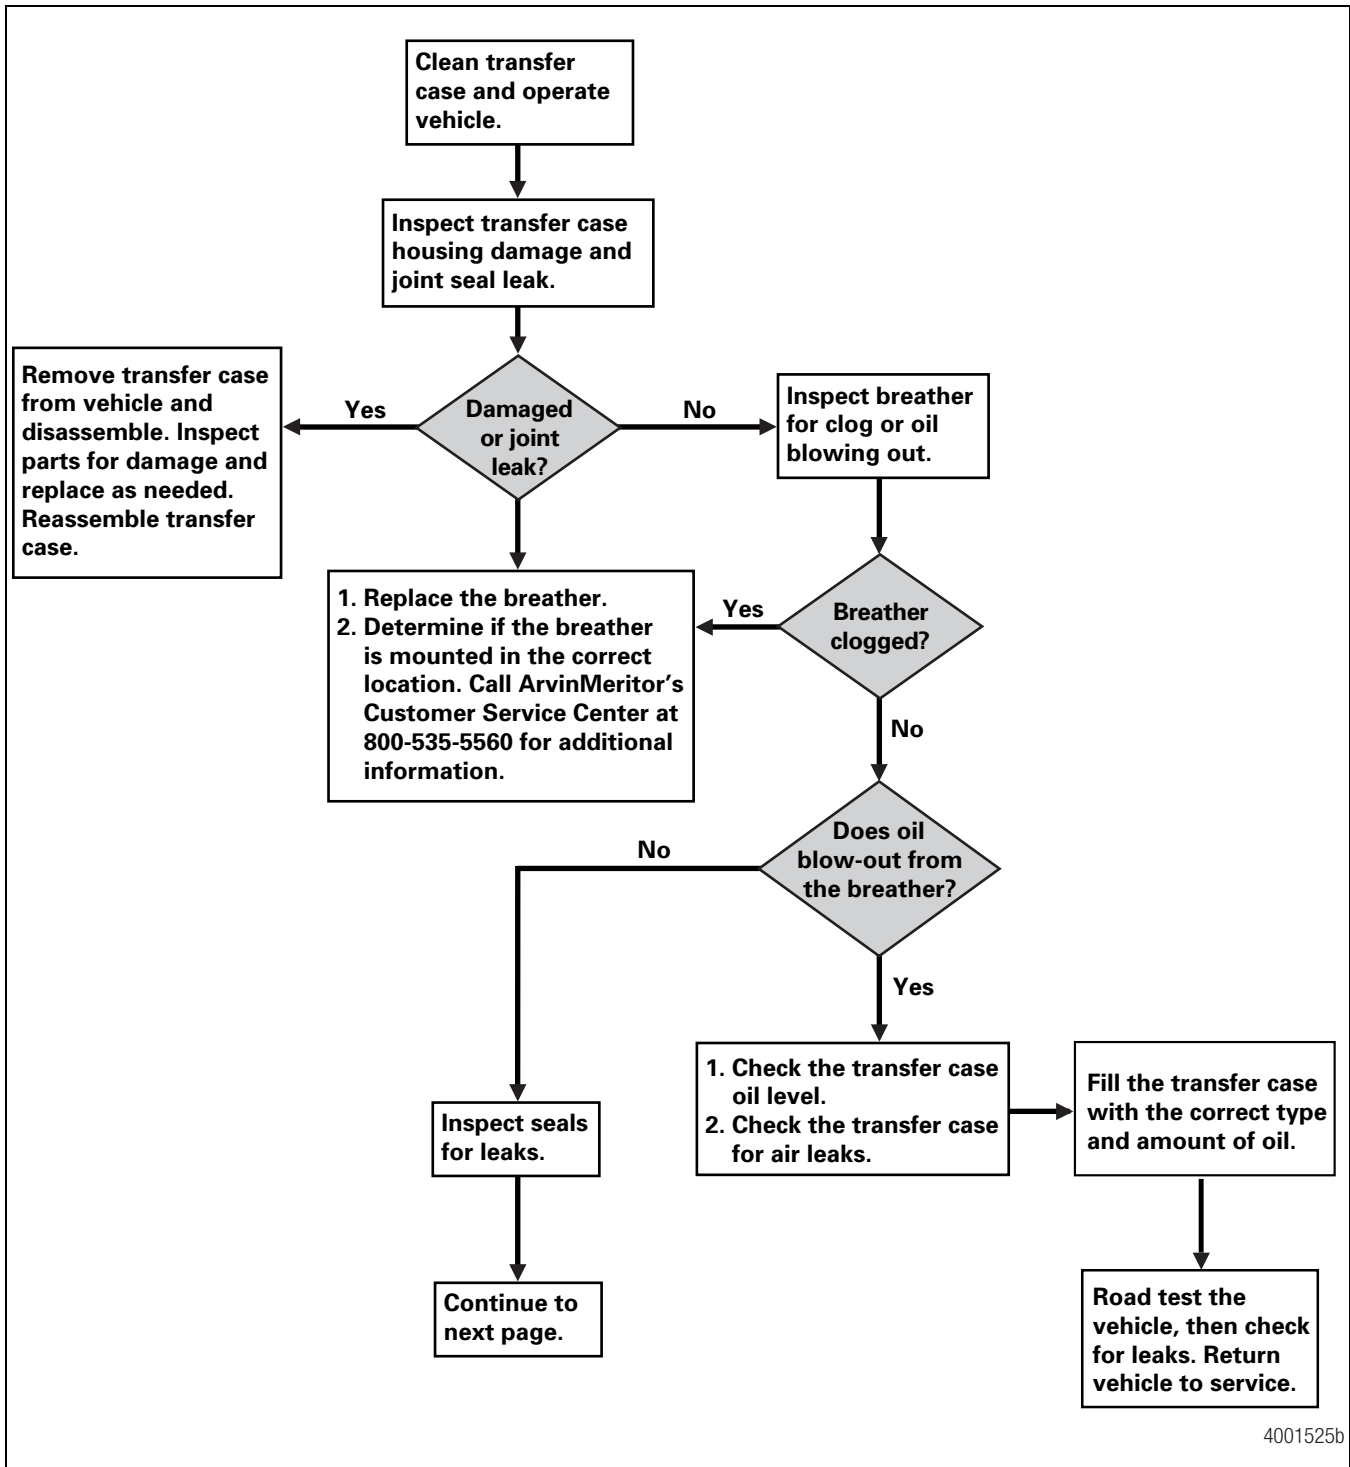 Clean transfer
case and operate
vehicle.
Inspect transfer case
housing damage and
joint seal leak.
Remove transfer case
from vehicle and
disassemble. Inspect
parts for damage and
replace as needed.
Reassemble transfer
case.
Yes
Damaged
or joint
leak?
No
Inspect breather
for clog or oil
blowing out.
1. Replace the breather.
2. Determine if the breather
is mounted in the correct
location. Call ArvinMeritor's
Customer Service Center at
800-535-5560 for additional
information.
Yes
Breather
clogged?
No
Does oil
blow-out from
the breather?
No
Yes
Inspect seals
for leaks.
1. Check the transfer case
oil level.
2. Check the transfer case
for air leaks.
Fill the transfer case
with the correct type
and amount of oil.
Continue to
next page.
Road test the
vehicle, then check
for leaks. Return
vehicle to service.
4001525b